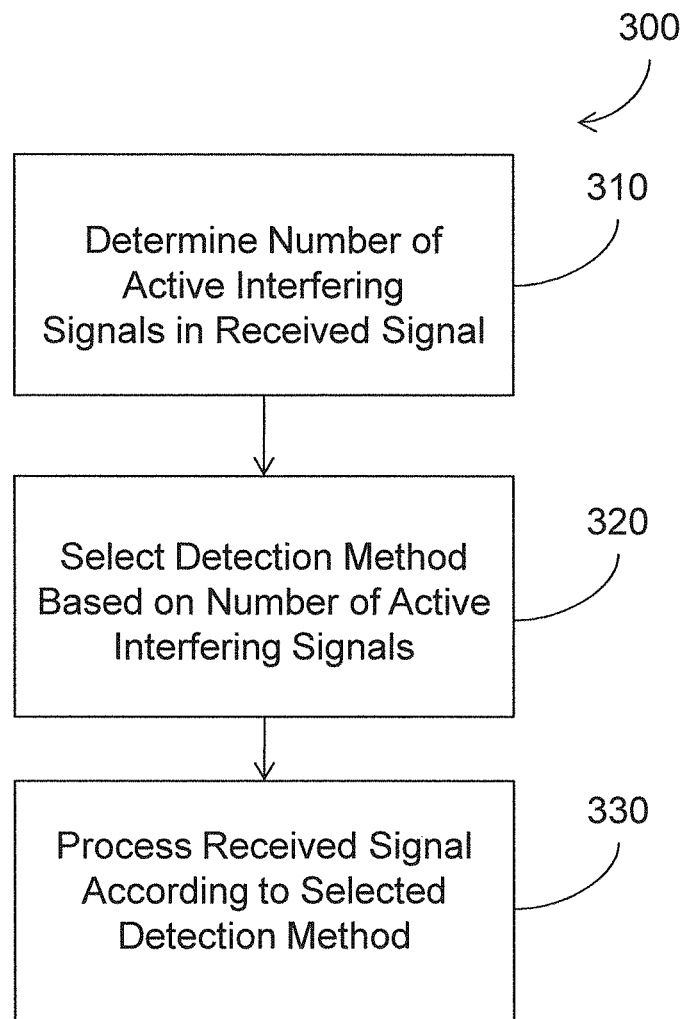 300
310
Determine Number of
Active Interfering
Signals in Received Signal
320
Select Detection Method
Based on Number of Active
Interfering Signals
330
Process Received Signal
According to Selected
Detection Method